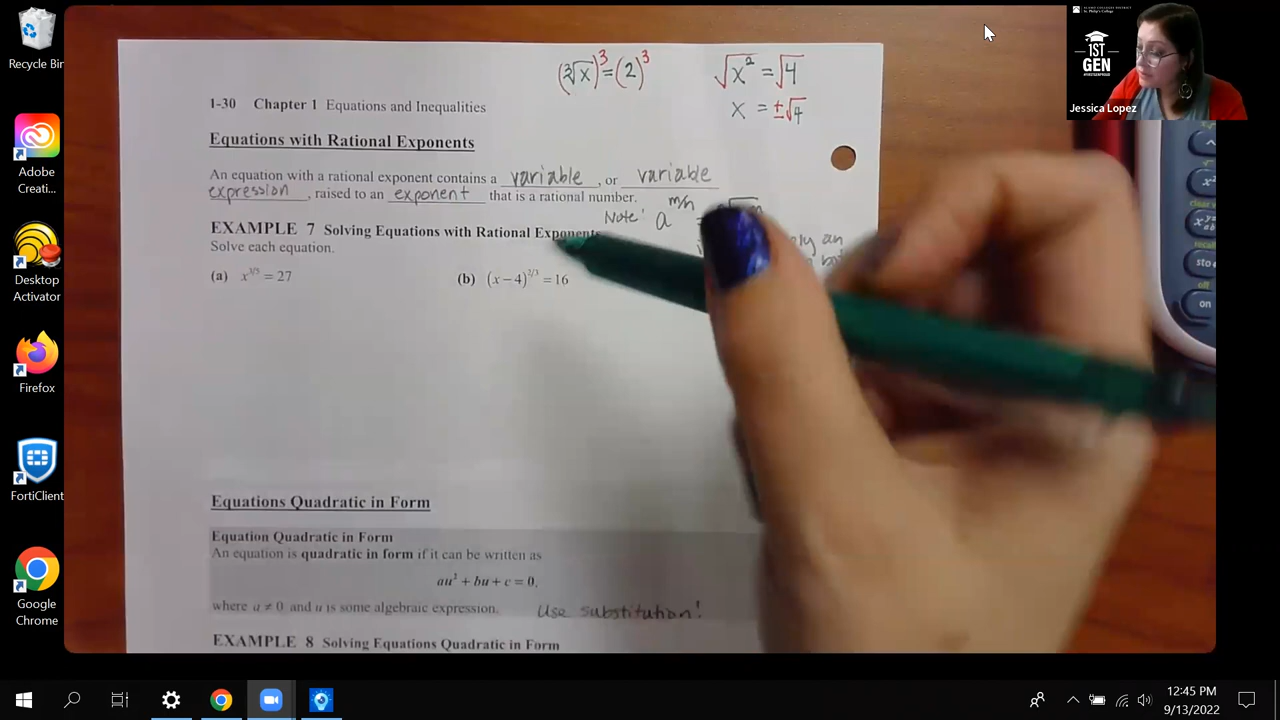 Recycle Bin
Adobe
Creati...
Desktop
Activator
Firefox
FortiClient
Google
Chrome
(∛x)³ = (2)³
√x² = √4
x = ±√4
1-30 Chapter 1 Equations and Inequalities
Equations with Rational Exponents
An equation with a rational exponent contains a variable, or variable
expression, raised to an exponent that is a rational number.
Note: a^m/n =
EXAMPLE 7 Solving Equations with Rational Exponents
Solve each equation.
(a) x^3/5 = 27
(b) (x−4)^2/3 = 16
Equations Quadratic in Form
Equation Quadratic in Form
An equation is quadratic in form if it can be written as
au² + bu + c = 0,
where a ≠ 0 and u is some algebraic expression. Use substitution!
EXAMPLE 8 Solving Equations Quadratic in Form
1ST
GEN
Jessica Lopez
sto
12:45 PM
9/13/2022